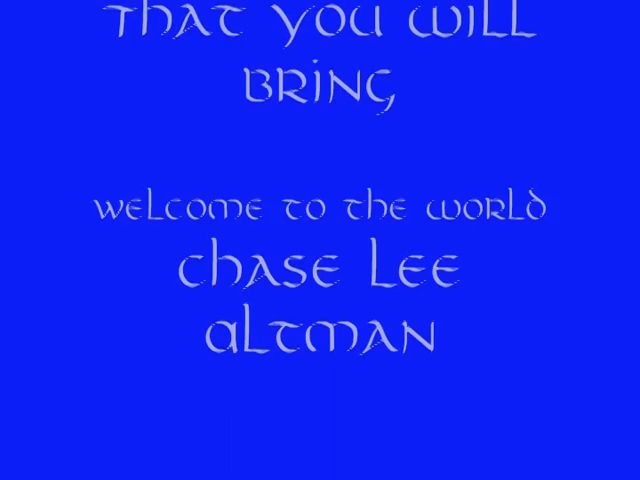 THAT YOU WILL
BRING
WELCOME TO THE WORLD
CHASE LEE
ALTMAN